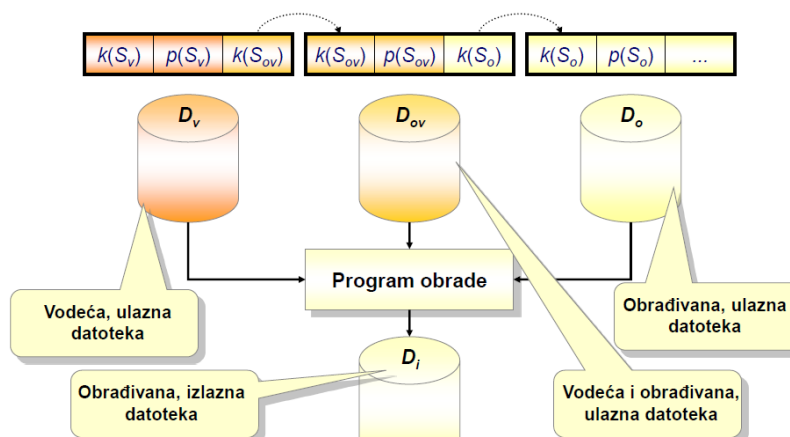 k(Sv) p(Sv) k(Sov) k(Sov) p(Sov) k(So) k(So) p(So) ...
Dv Dov Do
Program obrade
Vodeća, ulazna
datoteka
Obrađivana, ulazna
datoteka
Di
Obrađivana, izlazna
datoteka
Vodeća i obrađivana,
ulazna datoteka